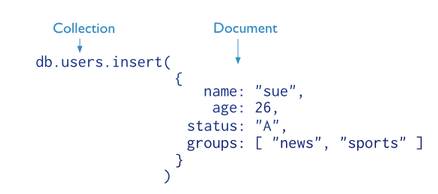 Collection Document
db.users.insert(
{
name: "sue",
age: 26,
status: "A",
groups: [ "news", "sports" ]
}
)